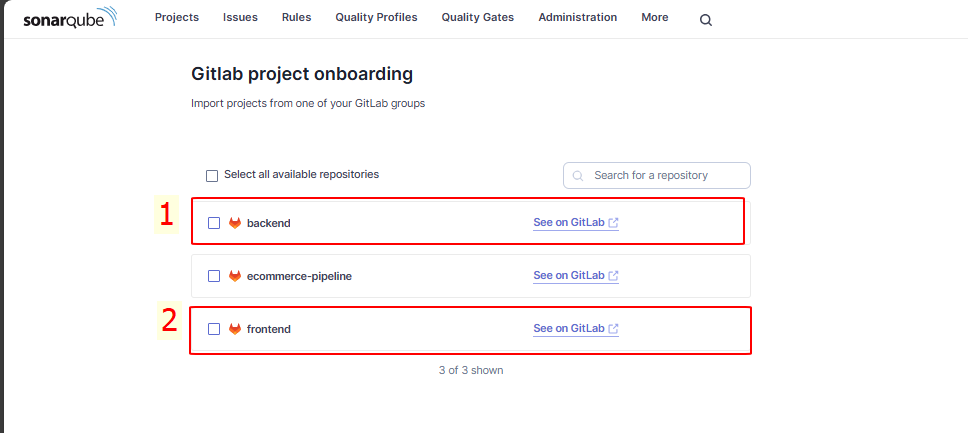 sonarqube Projects Issues Rules Quality Profiles Quality Gates Administration More
Gitlab project onboarding
Import projects from one of your GitLab groups
Select all available repositories Search for a repository
1 backend See on GitLab
ecommerce-pipeline See on GitLab
2 frontend See on GitLab
3 of 3 shown